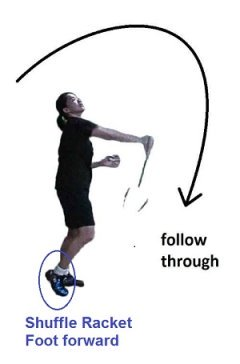 follow
through
Shuffle Racket
Foot forward